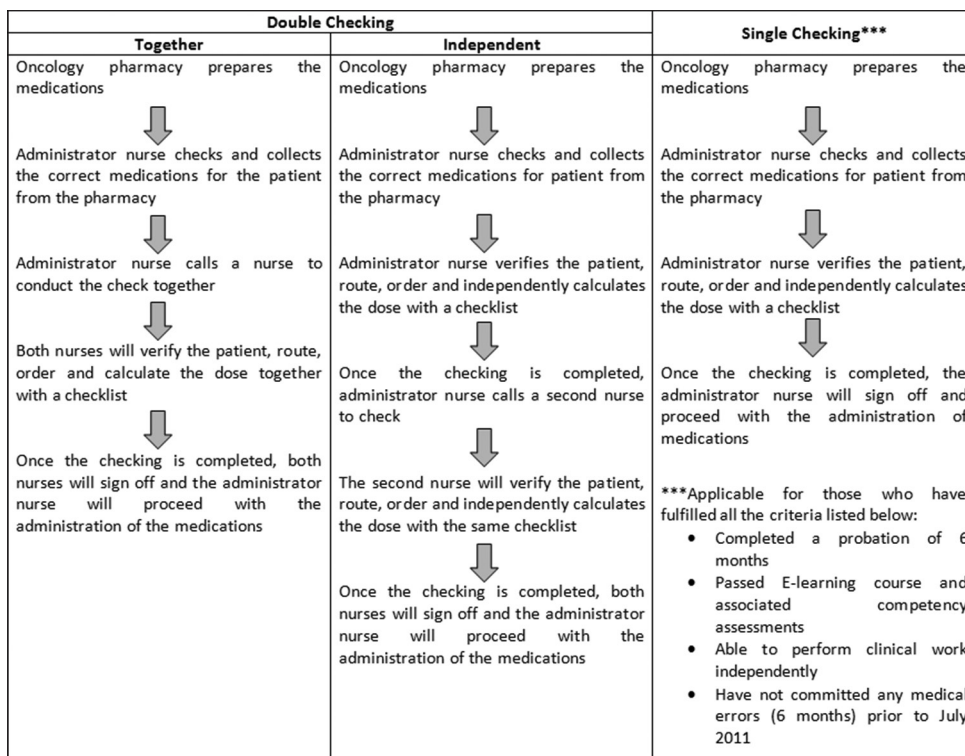 Double Checking
Together
Oncology pharmacy prepares the
medications
Administrator nurse checks and collects
the correct medications for the patient
from the pharmacy
Administrator nurse calls a nurse to
conduct the check together
Both nurses will verify the patient, route,
order and calculate the dose together
with a checklist
Once the checking is completed, both
nurses will sign off and the administrator
nurse will proceed with the
administration of the medications
Independent
Oncology pharmacy prepares the
medications
Administrator nurse checks and collects
the correct medications for patient from
the pharmacy
Administrator nurse verifies the patient,
route, order and independently calculates
the dose with a checklist
Once the checking is completed,
administrator nurse calls a second nurse
to check
The second nurse will verify the patient,
route, order and independently calculates
the dose with the same checklist
Once the checking is completed, both
nurses will sign off and the administrator
nurse will proceed with the
administration of the medications
Single Checking***
Oncology pharmacy prepares the
medications
Administrator nurse checks and collects
the correct medications for patient from
the pharmacy
Administrator nurse verifies the patient,
route, order and independently calculates
the dose with a checklist
Once the checking is completed, the
administrator nurse will sign off and
proceed with the administration of
medications
***Applicable for those who have
fulfilled all the criteria listed below:
• Completed a probation of 6
months
• Passed E-learning course and
associated competency
assessments
• Able to perform clinical work
independently
• Have not committed any medical
errors (6 months) prior to July
2011